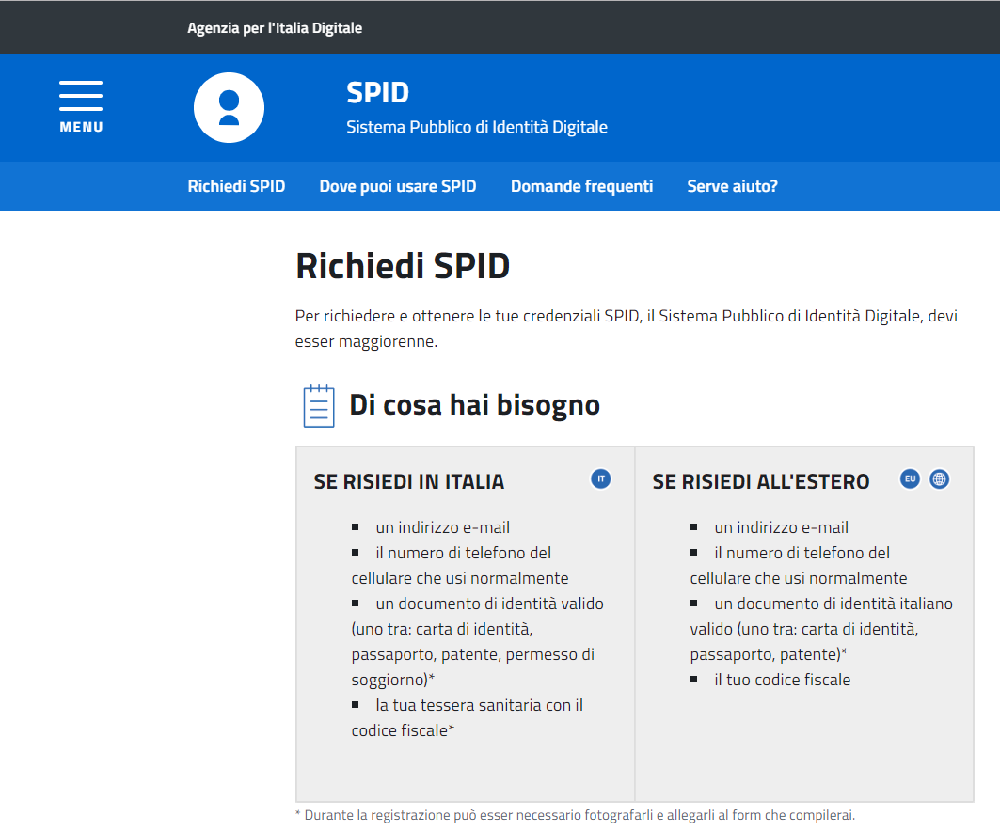 Agenzia per l'Italia Digitale
MENU
SPID
Sistema Pubblico di Identità Digitale
Richiedi SPID
Dove puoi usare SPID
Domande frequenti
Serve aiuto?
Richiedi SPID
Per richiedere e ottenere le tue credenziali SPID, il Sistema Pubblico di Identità Digitale, devi
esser maggiorenne.
Di cosa hai bisogno
SE RISIEDI IN ITALIA
IT
un indirizzo e-mail
il numero di telefono del
cellulare che usi normalmente
un documento di identità valido
(uno tra: carta di identità,
passaporto, patente, permesso di
soggiorno)*
la tua tessera sanitaria con il
codice fiscale*
SE RISIEDI ALL'ESTERO
EU
un indirizzo e-mail
il numero di telefono del
cellulare che usi normalmente
un documento di identità italiano
valido (uno tra: carta di identità,
passaporto, patente)*
il tuo codice fiscale
* Durante la registrazione può esser necessario fotografarli e allegarli al form che compilerai.